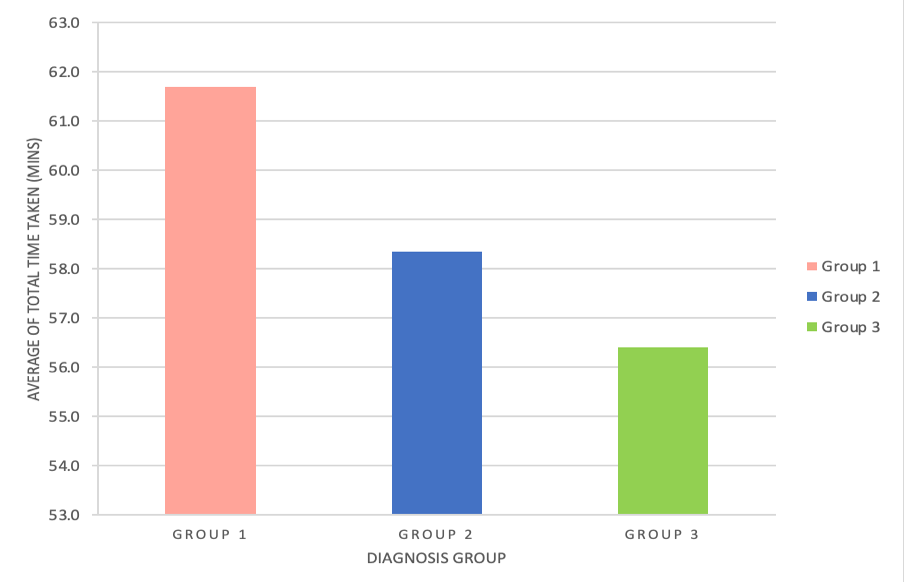 63.0
62.0
61.0
60.0
59.0
58.0
57.0
56.0
55.0
54.0
53.0
AVERAGE OF TOTAL TIME TAKEN (MINS)
GROUP 1 GROUP 2 GROUP 3
DIAGNOSIS GROUP
Group 1
Group 2
Group 3